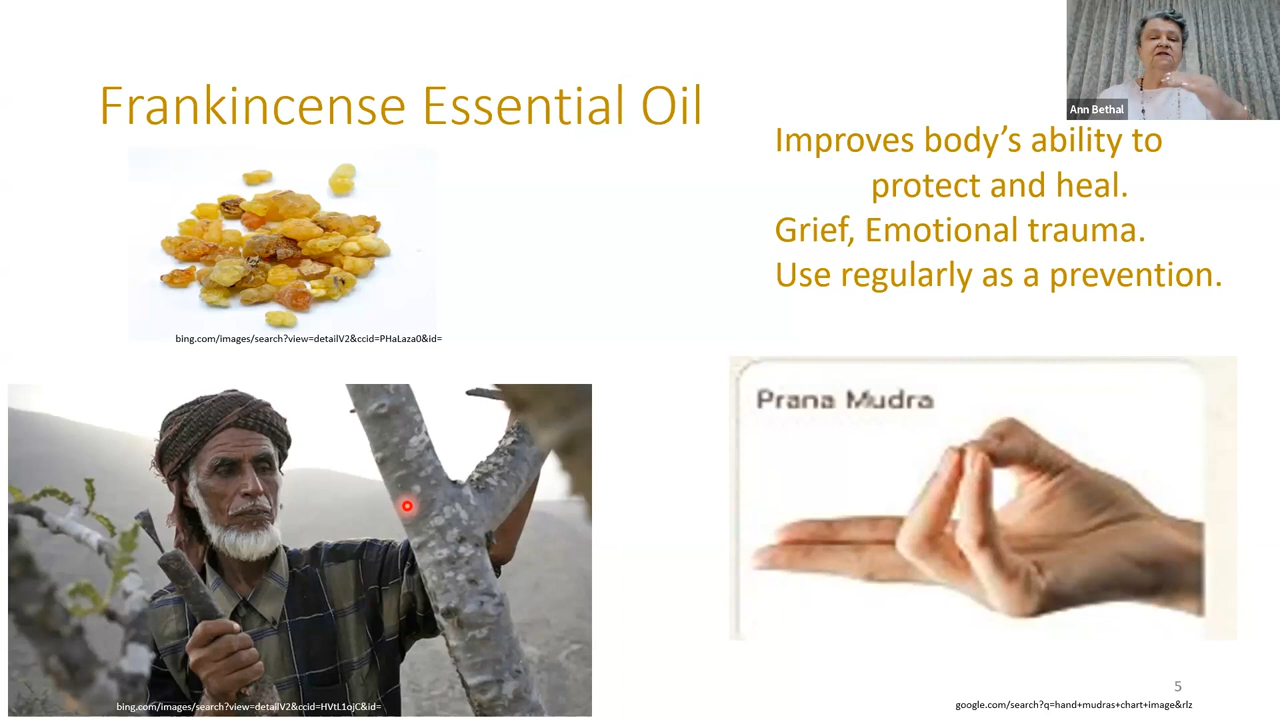 Ann Bethal
Frankincense Essential Oil
Improves body’s ability to
protect and heal.
Grief, Emotional trauma.
Use regularly as a prevention.
bing.com/images/search?view=detailV2&ccid=PHaLaza0&id=
Prana Mudra
bing.com/images/search?view=detailV2&ccid=HVtL1ojC&id=
5
google.com/search?q=hand+mudras+chart+image&rlz